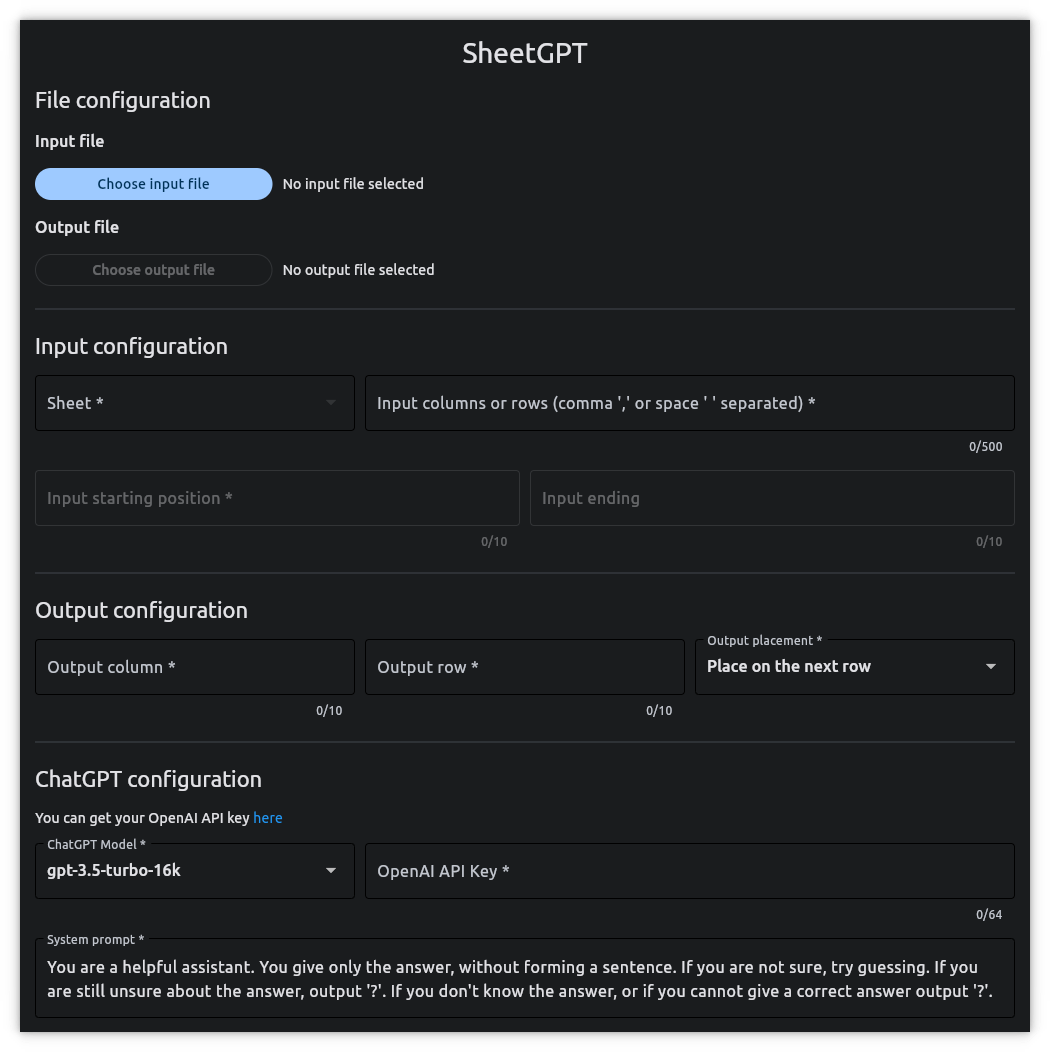 SheetGPT
File configuration
Input file
Choose input file
No input file selected
Output file
Choose output file
No output file selected
Input configuration
Sheet *
Input columns or rows (comma ',' or space ' ' separated) *
0/500
Input starting position *
Input ending
0/10
0/10
Output configuration
Output column *
Output row *
Output placement *
Place on the next row
0/10
0/10
ChatGPT configuration
You can get your OpenAI API key here
ChatGPT Model *
gpt-3.5-turbo-16k
OpenAI API Key *
0/64
System prompt *
You are a helpful assistant. You give only the answer, without forming a sentence. If you are not sure, try guessing. If you
are still unsure about the answer, output '?'. If you don't know the answer, or if you cannot give a correct answer output '?'.